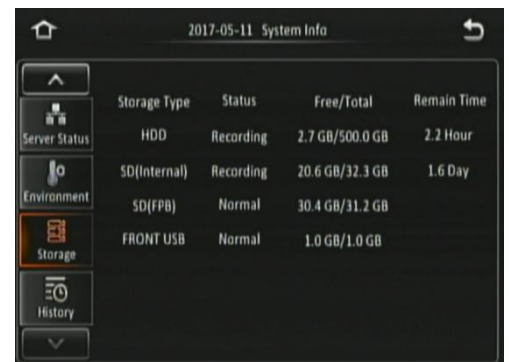 2017-05-11 System Info
Server Status
Environment
Storage
History
Storage Type Status Free/Total Remain Time
HDD Recording 2.7 GB/500.0 GB 2.2 Hour
SD(Internal) Recording 20.6 GB/32.3 GB 1.6 Day
SD(FPB) Normal 30.4 GB/31.2 GB
FRONT USB Normal 1.0 GB/1.0 GB